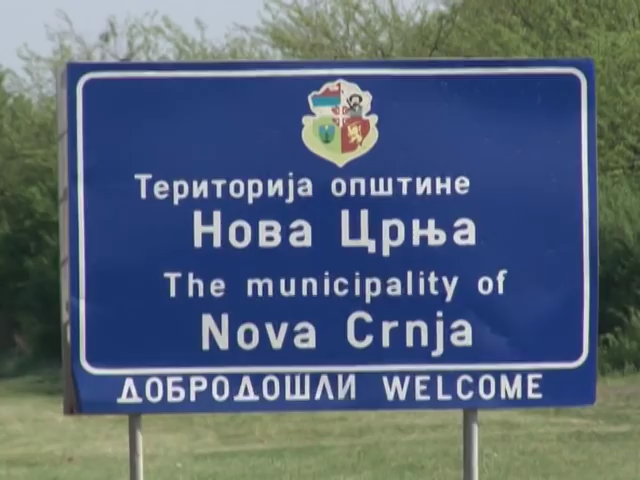 Територија општине
Нова Црња
The municipality of
Nova Crnja
ДОБРОДОШЛИ WELCOME